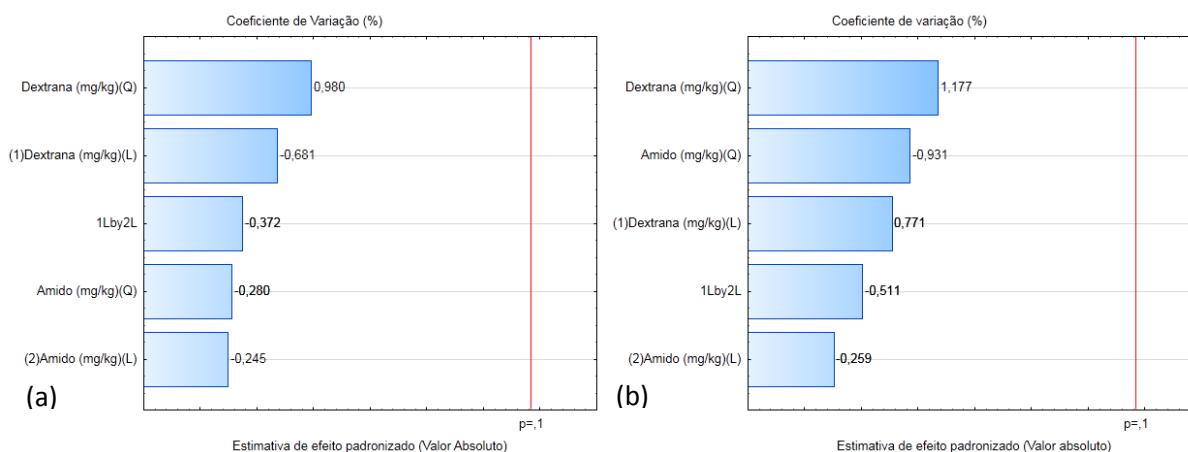 Coeficiente de Variação (%)
Dextrana (mg/kg)(Q)
0,980
(1)Dextrana (mg/kg)(L)
-0,681
1Lby2L
-0,372
Amido (mg/kg)(Q)
-0,280
(2)Amido (mg/kg)(L)
-0,245
(a)
p=,1
Estimativa de efeito padronizado (Valor Absoluto)
Coeficiente de variação (%)
Dextrana (mg/kg)(Q)
1,177
Amido (mg/kg)(Q)
-0,931
(1)Dextrana (mg/kg)(L)
0,771
1Lby2L
-0,511
(2)Amido (mg/kg)(L)
-0,259
(b)
p=,1
Estimativa de efeito padronizado (Valor absoluto)